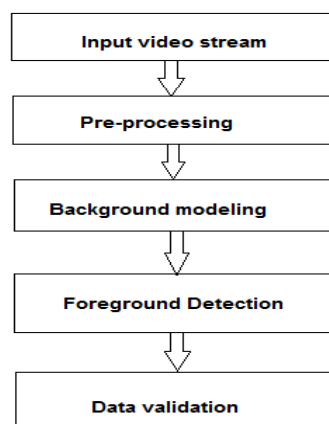 Input video stream
Pre-processing
Background modeling
Foreground Detection
Data validation